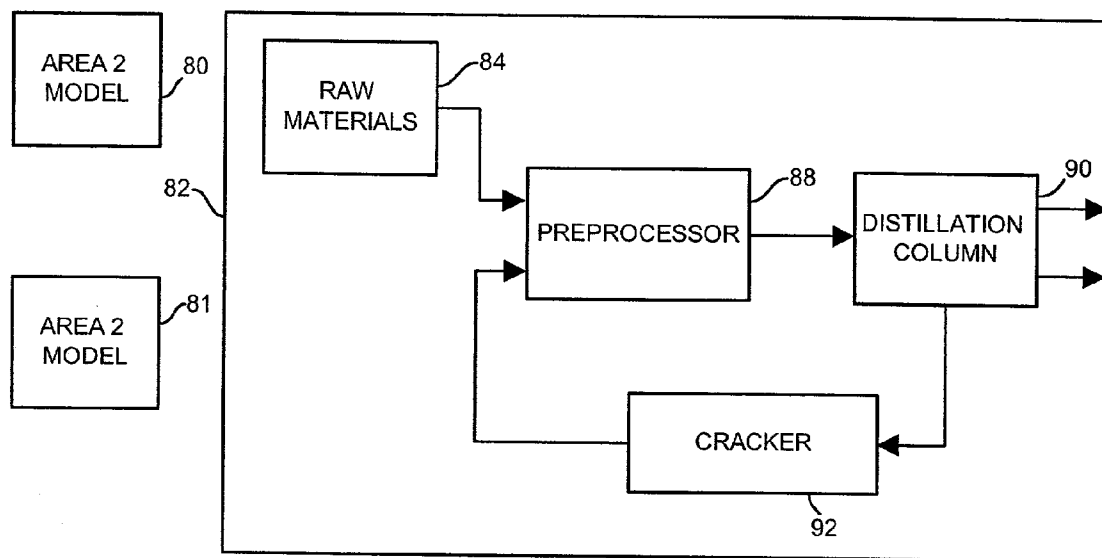 AREA 2
MODEL
80
AREA 2
MODEL
81
82
RAW
MATERIALS
84
PREPROCESSOR
88
DISTILLATION
COLUMN
90
CRACKER
92